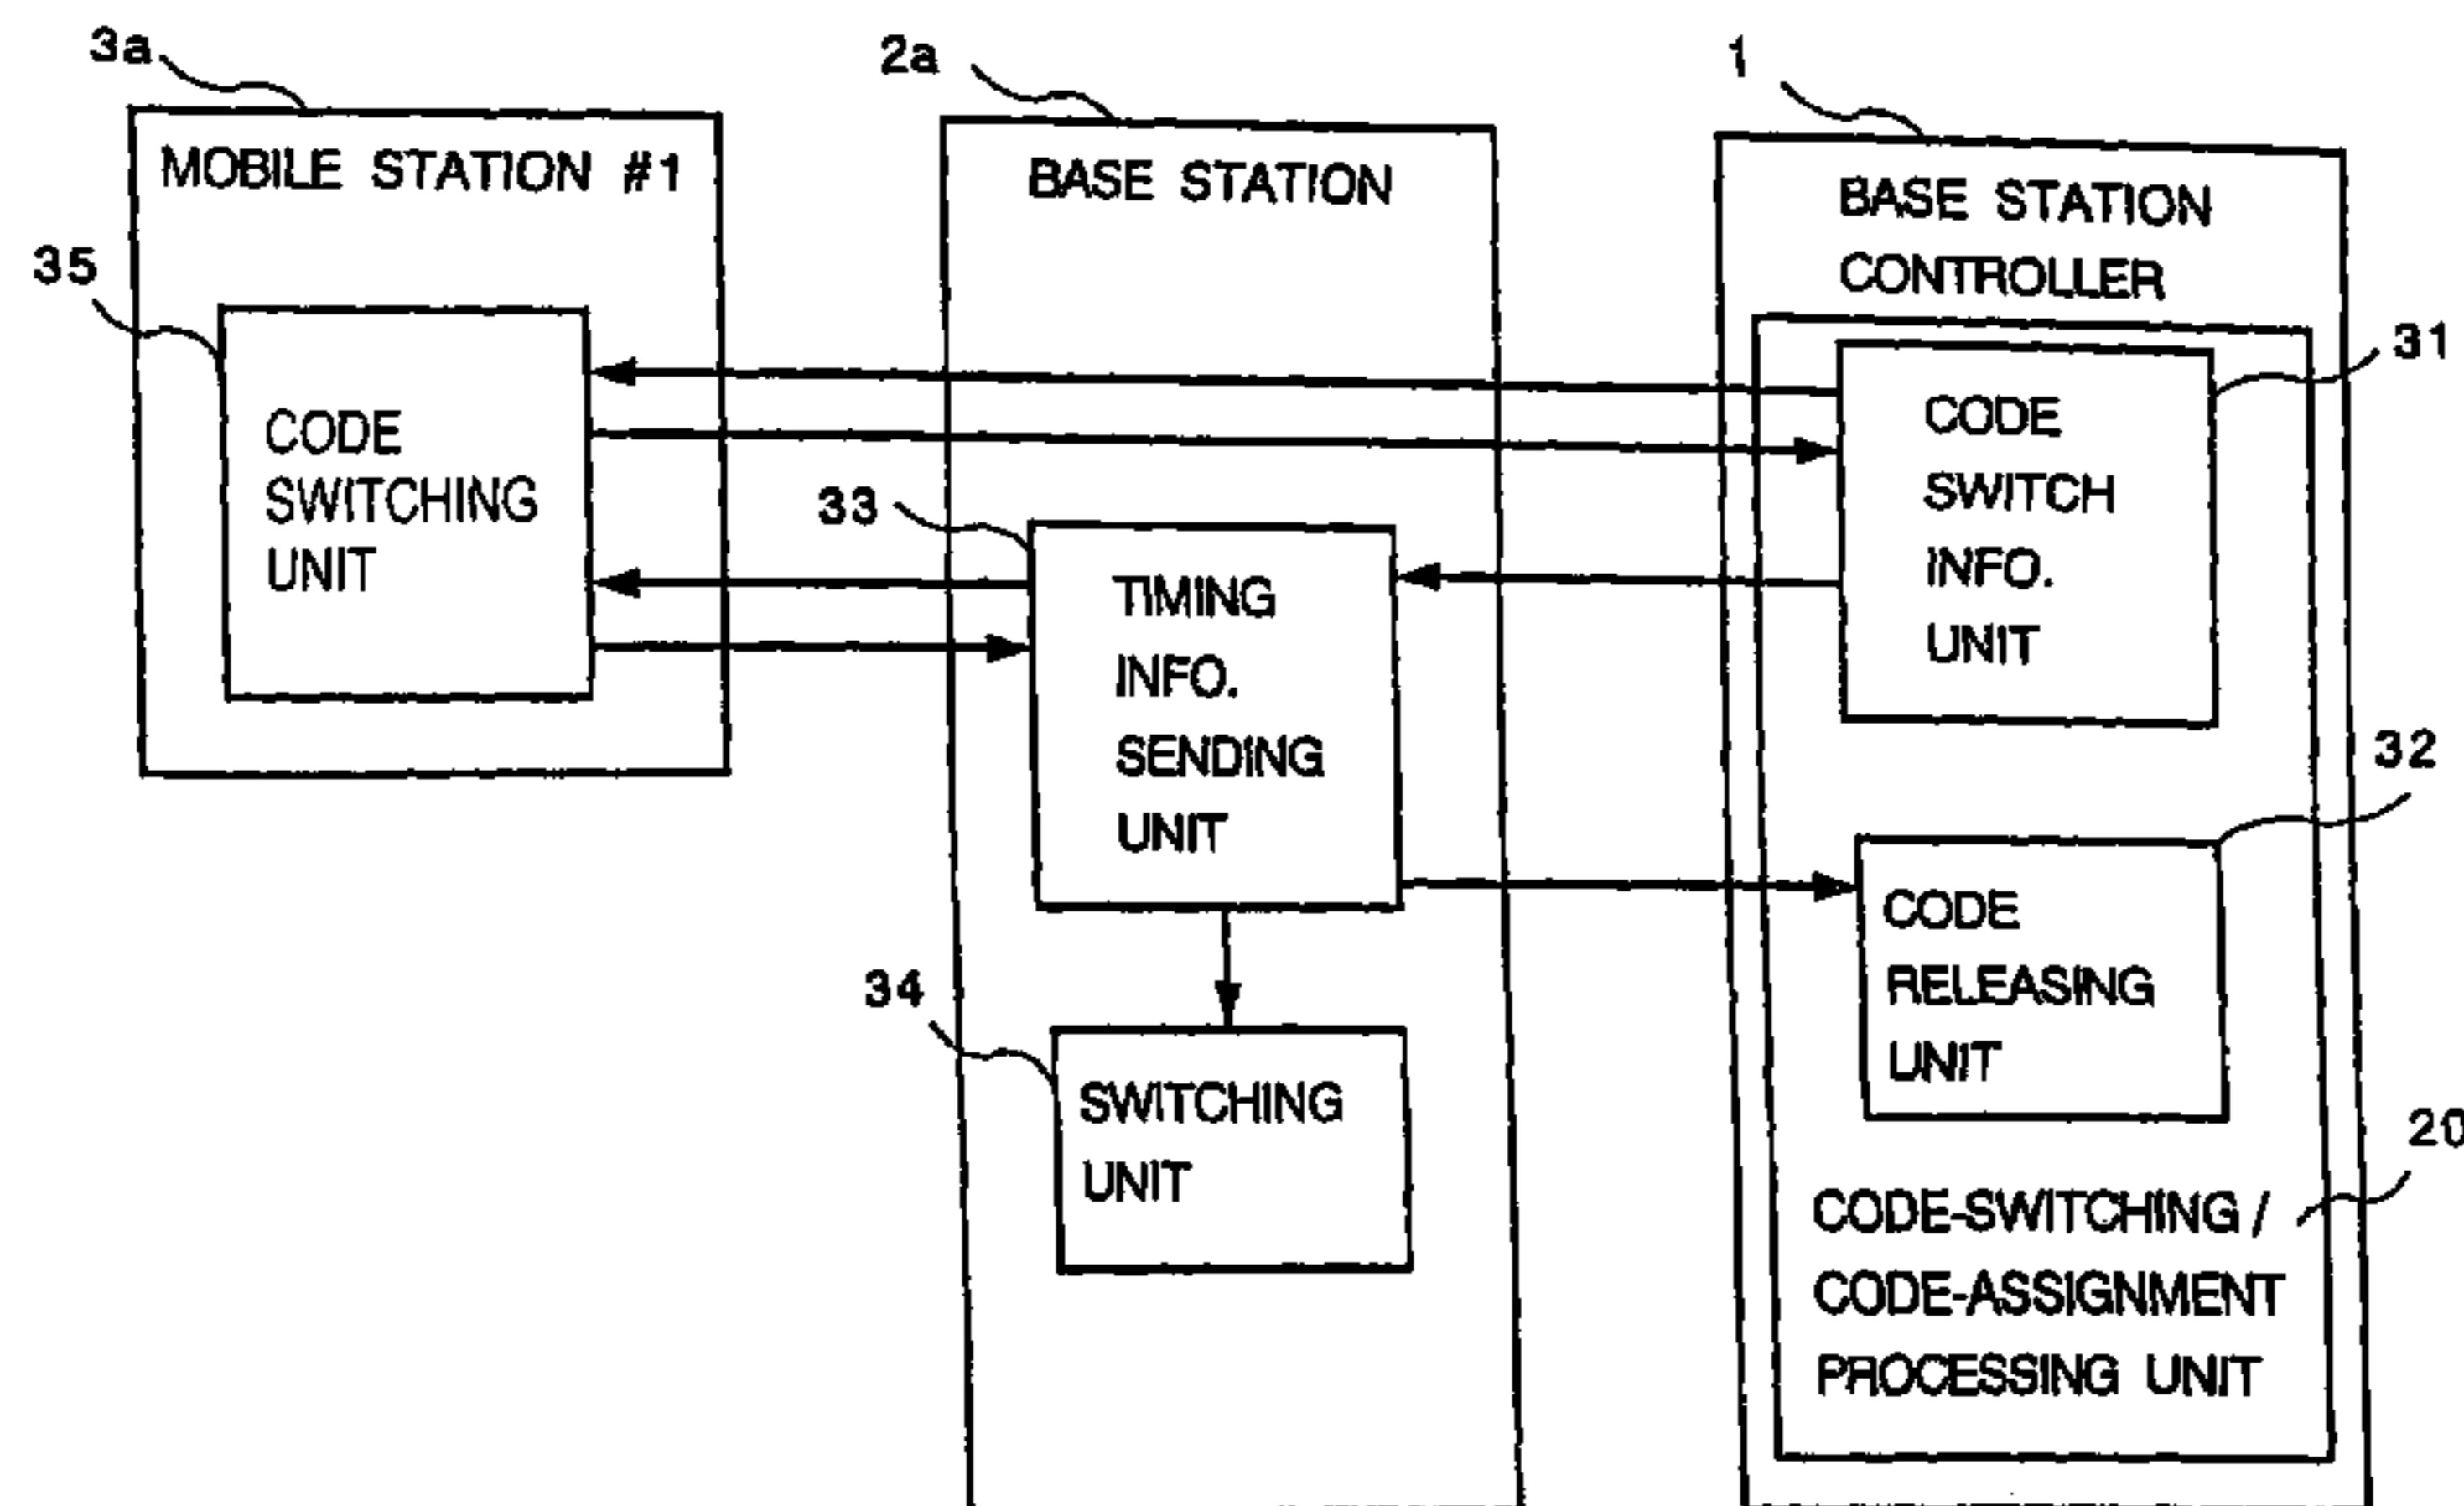 3a
2a
1
MOBILE STATION #1
BASE STATION
BASE STATION
CONTROLLER
35
CODE
SWITCHING
UNIT
33
TIMING
INFO.
SENDING
UNIT
34
SWITCHING
UNIT
31
CODE
SWITCH
INFO.
UNIT
32
CODE
RELEASING
UNIT
20
CODE-SWITCHING /
CODE-ASSIGNMENT
PROCESSING UNIT